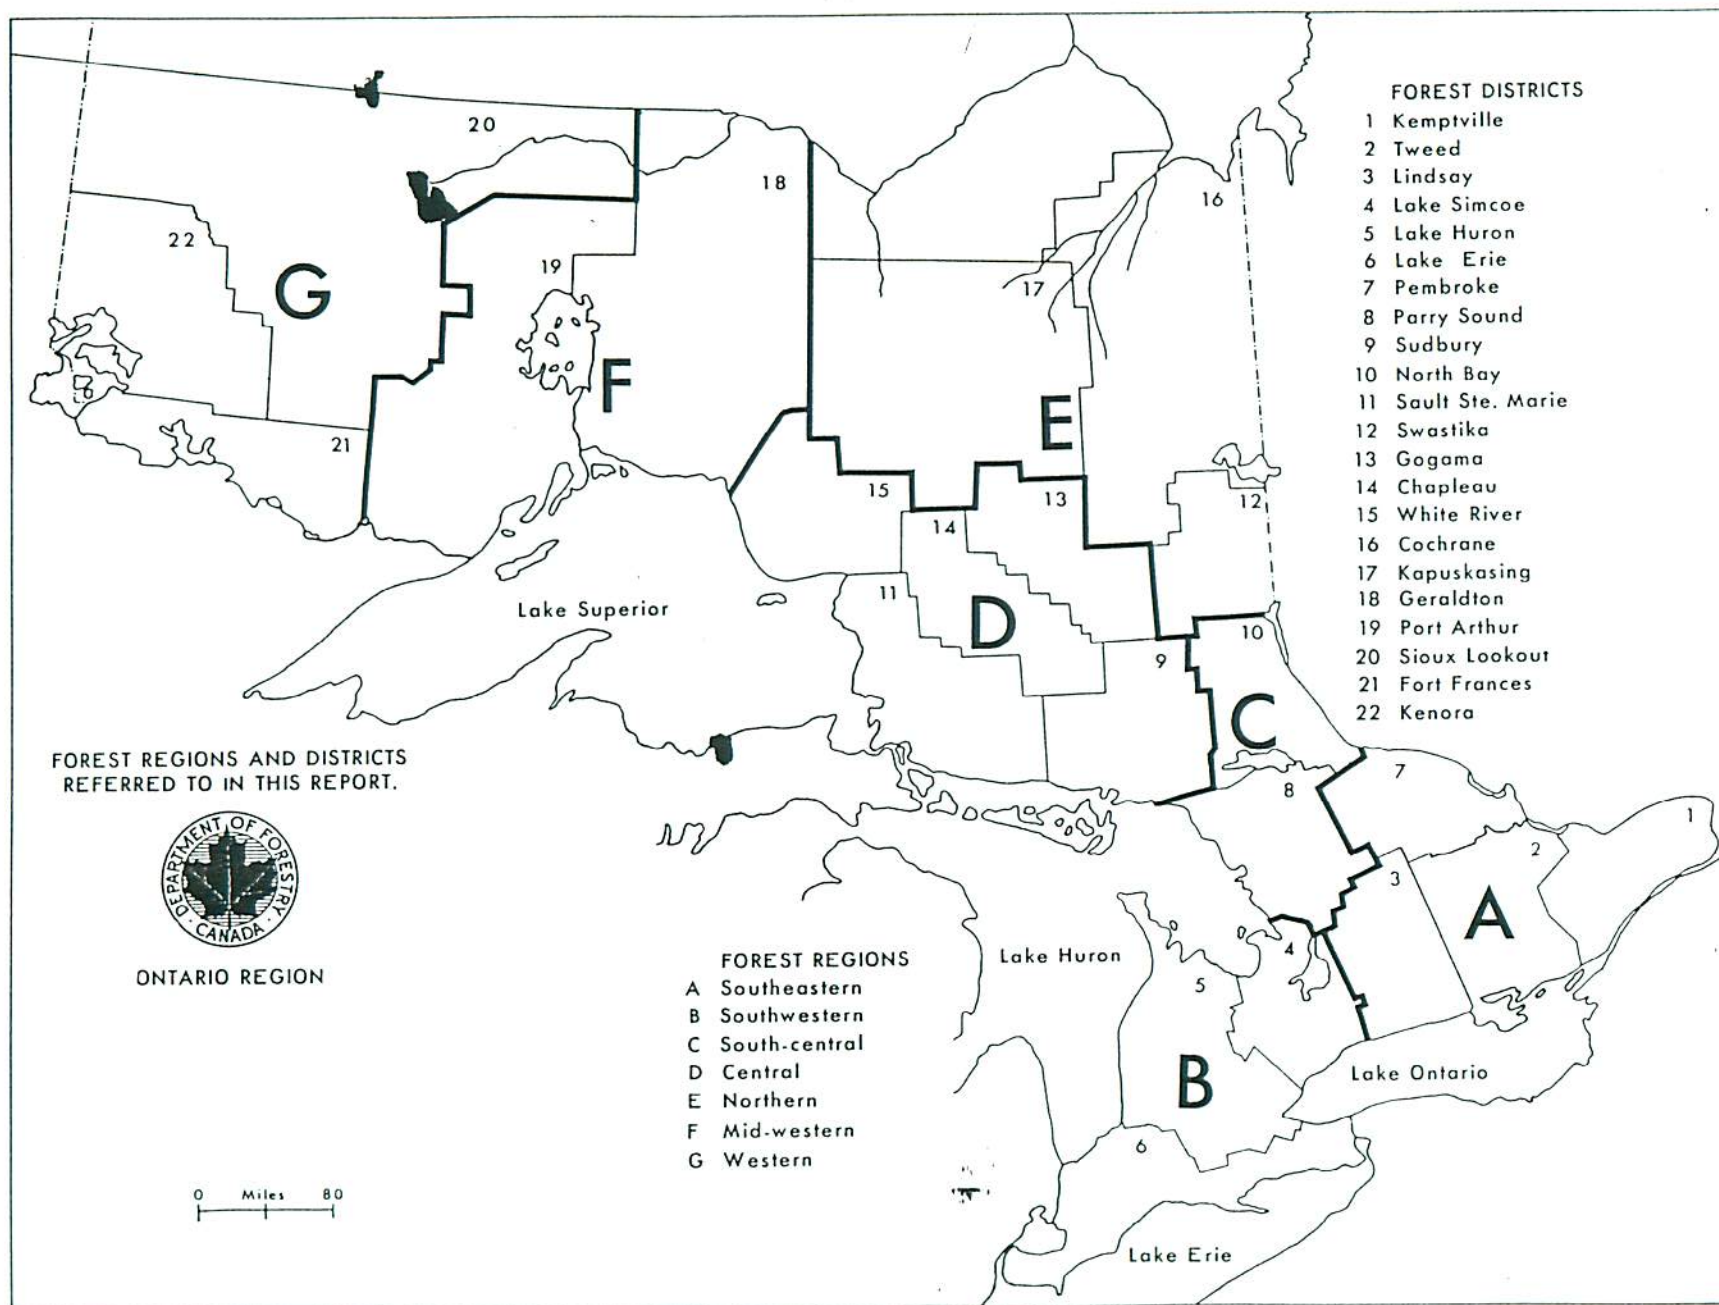 20
18
16
22
19
17
G
F
E
21
15
13
12
14
11
D
10
9
C
7
8
1
2
3
A
4
5
B
6
Lake Superior
Lake Huron
Lake Ontario
Lake Erie
FOREST DISTRICTS
1 Kemptville
2 Tweed
3 Lindsay
4 Lake Simcoe
5 Lake Huron
6 Lake Erie
7 Pembroke
8 Parry Sound
9 Sudbury
10 North Bay
11 Sault Ste. Marie
12 Swastika
13 Gogama
14 Chapleau
15 White River
16 Cochrane
17 Kapuskasing
18 Geraldton
19 Port Arthur
20 Sioux Lookout
21 Fort Frances
22 Kenora
FOREST REGIONS AND DISTRICTS
REFERRED TO IN THIS REPORT.
DEPARTMENT OF FORESTRY
CANADA
ONTARIO REGION
FOREST REGIONS
A Southeastern
B Southwestern
C South-central
D Central
E Northern
F Mid-western
G Western
0 Miles 80